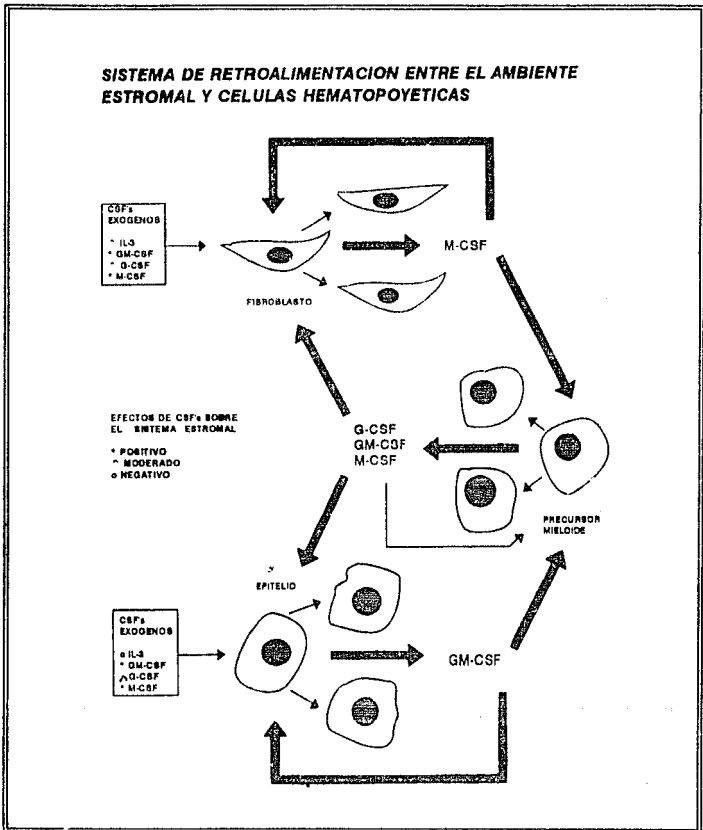 SISTEMA DE RETROALIMENTACION ENTRE EL AMBIENTE
ESTROMAL Y CELULAS HEMATOPOYETICAS
CSF's
EXOGENOS
^ IL-3
* GM-CSF
^ G-CSF
* M-CSF
FIBROBLASTO
M-CSF
EFECTOS DE CSF's SOBRE
EL SISTEMA ESTROMAL
* POSITIVO
^ MODERADO
o NEGATIVO
G-CSF
GM-CSF
M-CSF
PRECURSOR
MIELOIDE
EPITELIO
CSF's
EXOGENOS
o IL-3
* GM-CSF
^ G-CSF
* M-CSF
GM-CSF